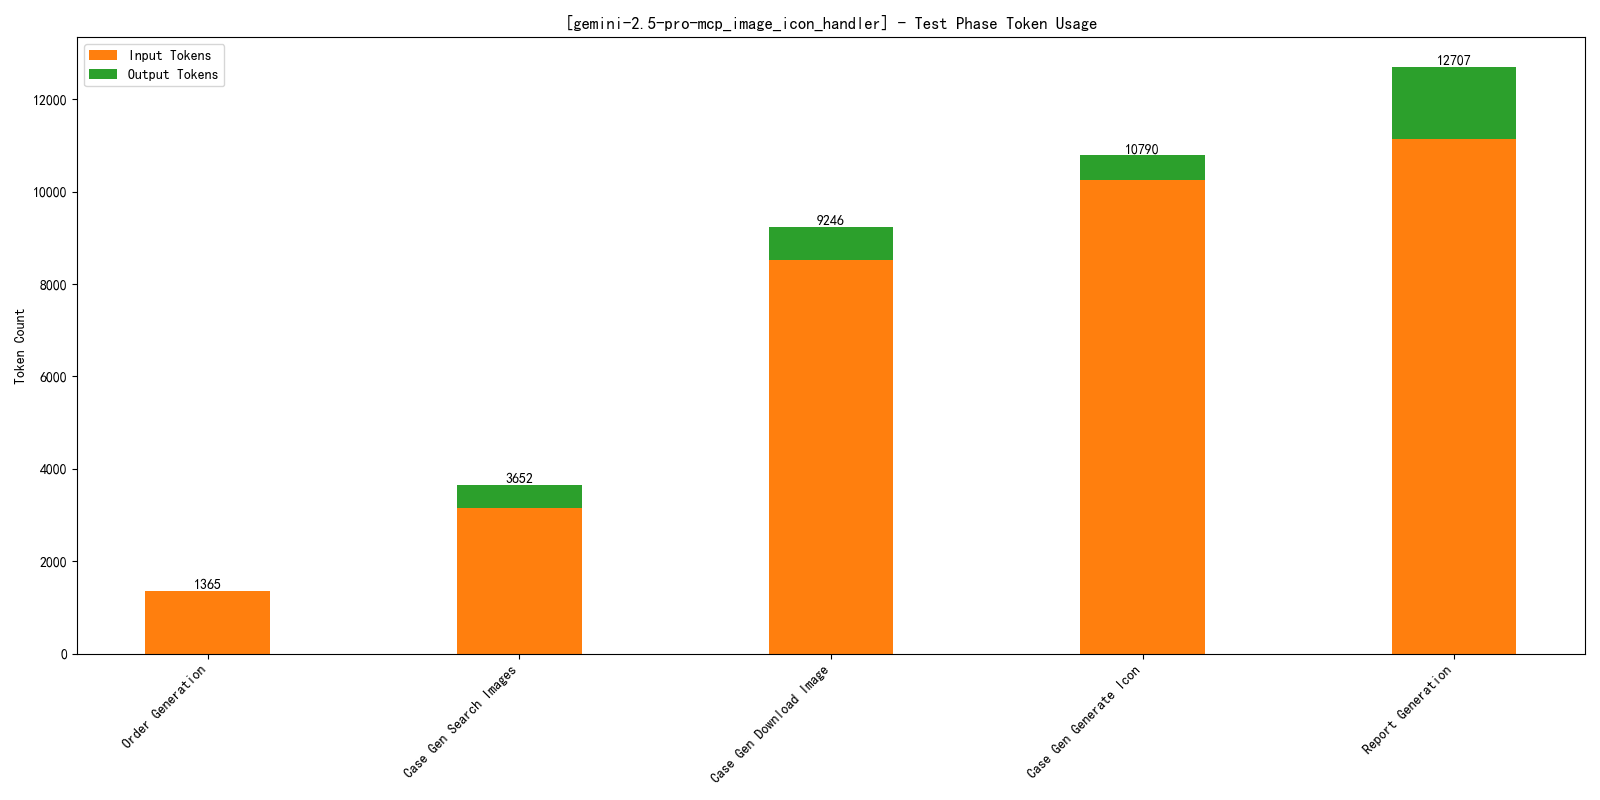 [gemini-2.5-pro-mcp_image_icon_handler] - Test Phase Token Usage
Input Tokens
Output Tokens
Token Count
12000
10000
8000
6000
4000
2000
0
1365
3652
9246
10790
12707
Order Generation
Case Gen Search Images
Case Gen Download Image
Case Gen Generate Icon
Report Generation